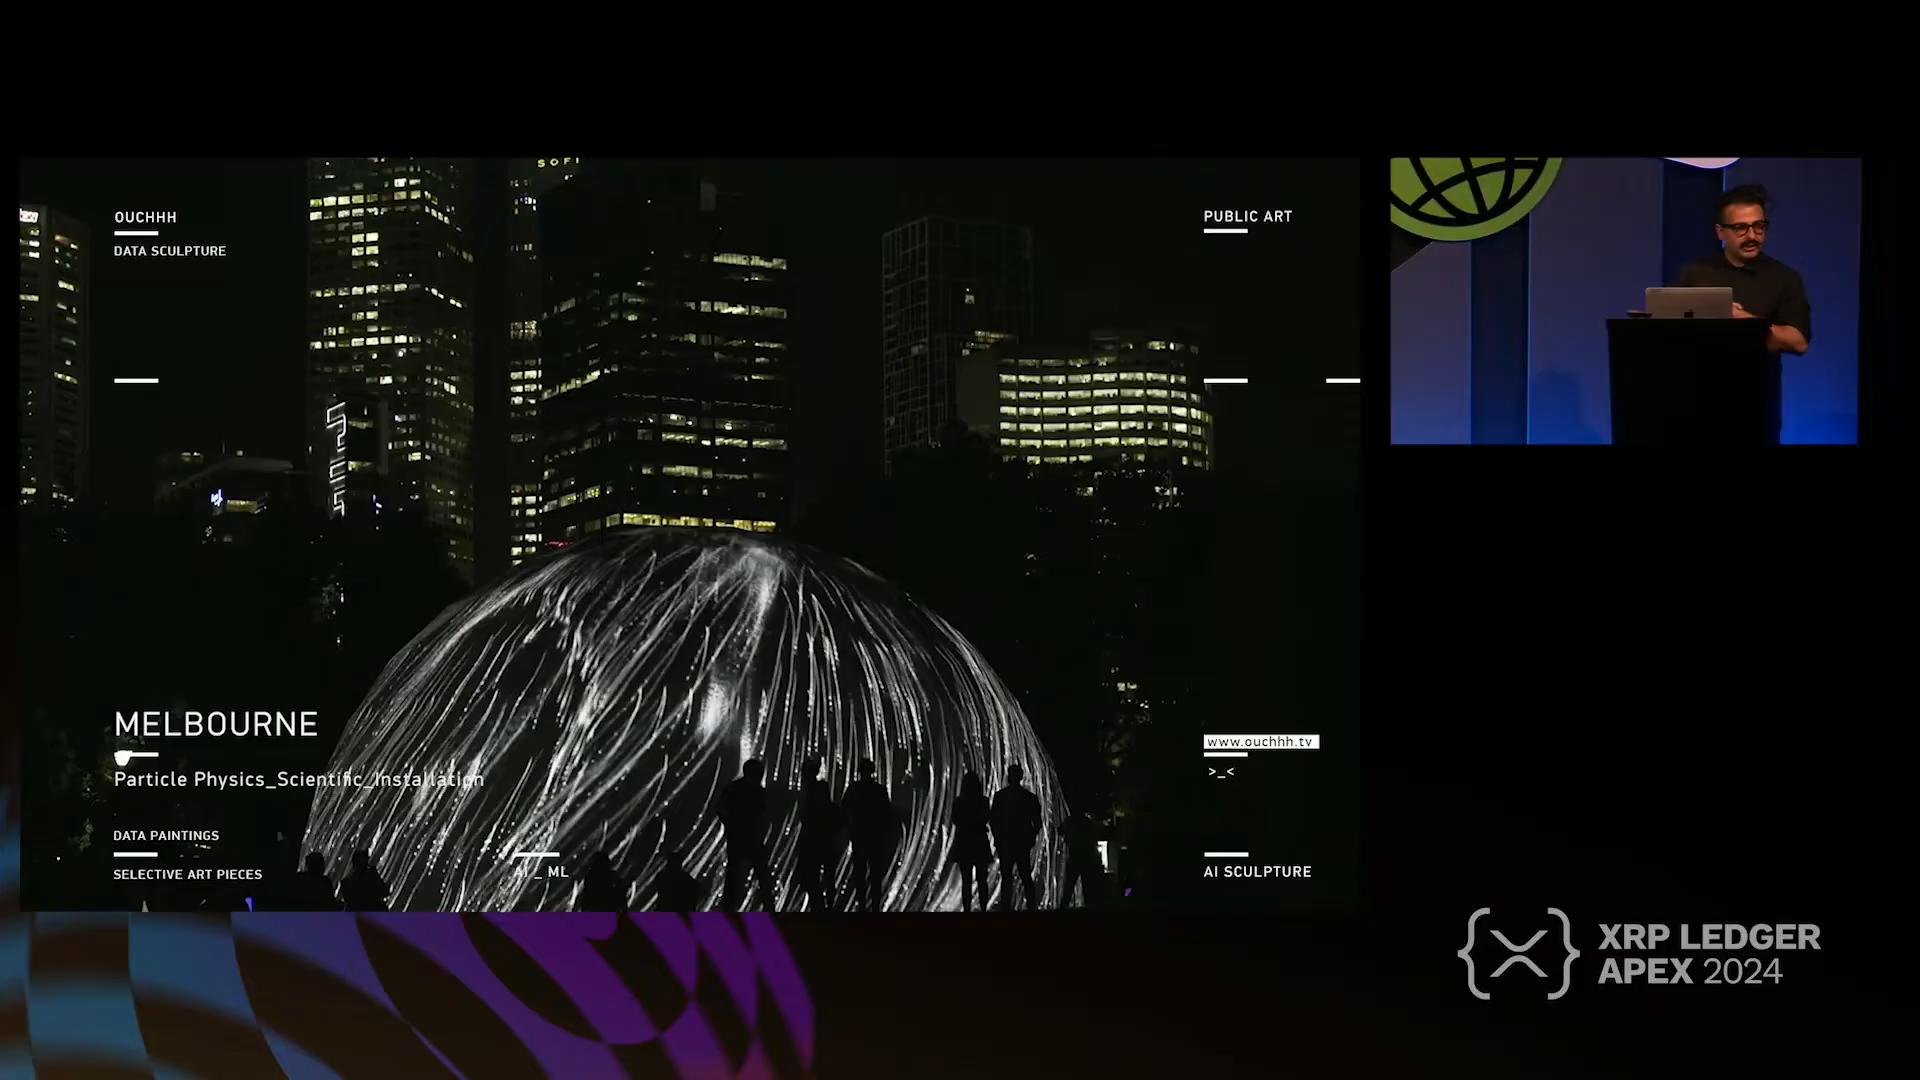 SOFI
OUCHHH
DATA SCULPTURE
PUBLIC ART
MELBOURNE
Particle Physics_Scientific_Installation
www.ouchhh.tv
>_<
DATA PAINTINGS
SELECTIVE ART PIECES
AI _ ML
AI SCULPTURE
XRP LEDGER
APEX 2024